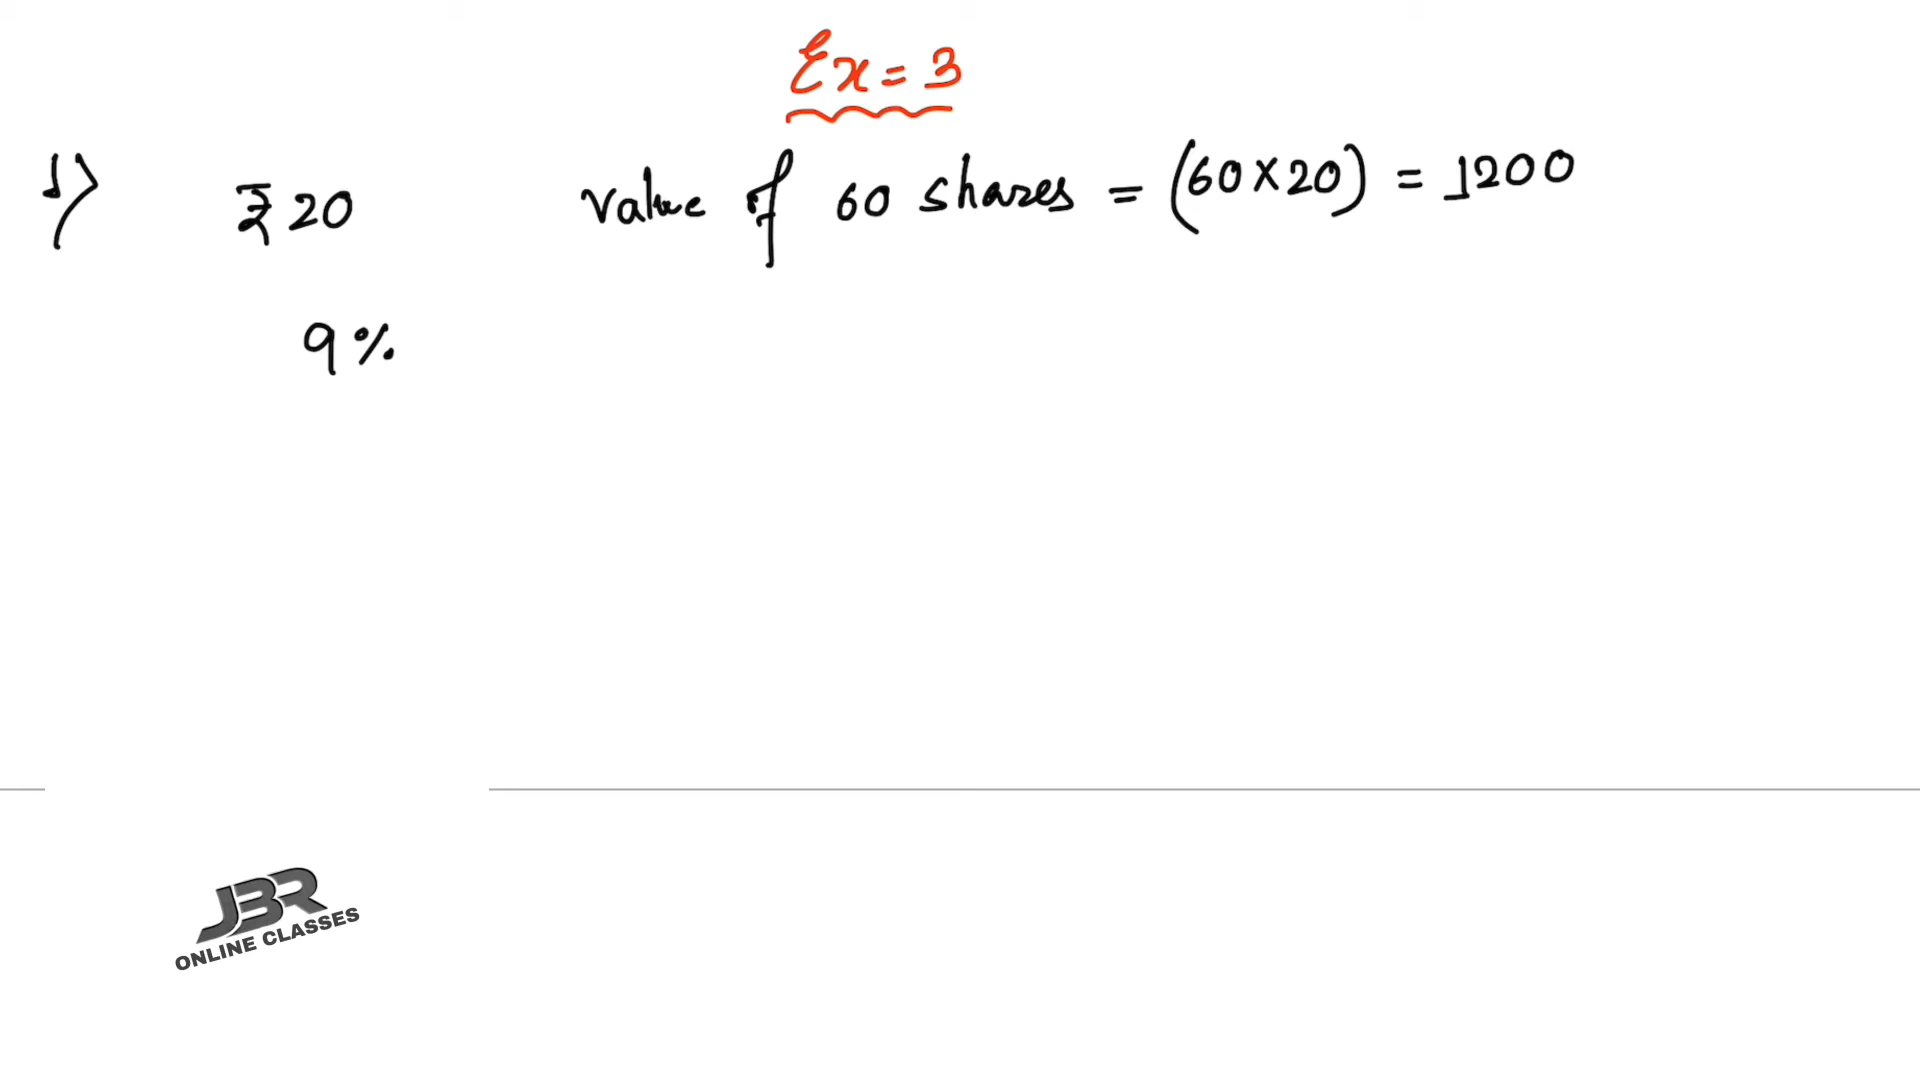 Ex = 3
1) ₹ 20 value of 60 shares = (60 × 20) = 1200
9%
JBR
ONLINE CLASSES